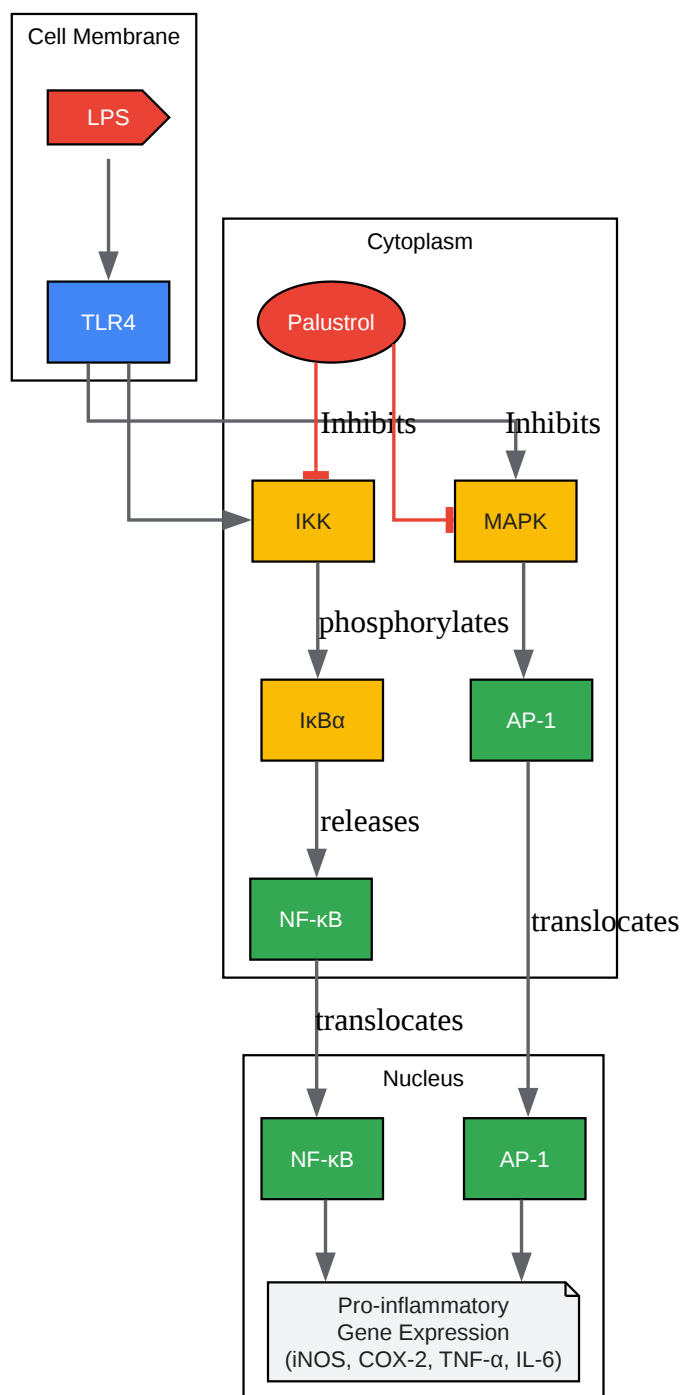 Cell Membrane
LPS
TLR4
Cytoplasm
Palustrol
Inhibits
Inhibits
IKK
MAPK
phosphorylates
IκBα
AP-1
releases
NF-κB
translocates
translocates
Nucleus
NF-κB
AP-1
Pro-inflammatory
Gene Expression
(iNOS, COX-2, TNF-α, IL-6)